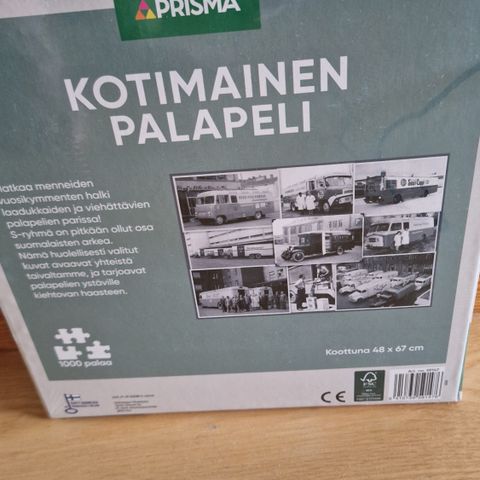 PRISMA
KOTIMAINEN
PALAPELI
Matkaa menneiden
vuosikymmenten halki
laadukkaiden ja viehättävien
palapelien parissa!
S-ryhmä on pitkään ollut osa
suomalaisten arkea.
Nämä huolellisesti valitut
kuvat avaavat yhteistä
taivaltamme, ja tarjoavat
palapelien ystäville
kiehtovan haasteen.
1000 palaa
Koottuna 48 x 67 cm
CE
FSC